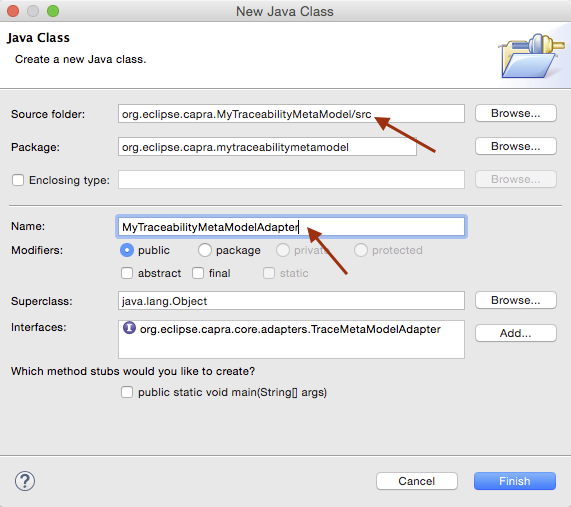 New Java Class
Java Class
Create a new Java class.
Source folder: org.eclipse.capra.MyTraceabilityMetaModel/src Browse...
Package: org.eclipse.capra.mytraceabilitymetamodel Browse...
Enclosing type: Browse...
Name: MyTraceabilityMetaModelAdapter
Modifiers: public package private protected
abstract final static
Superclass: java.lang.Object Browse...
Interfaces: I org.eclipse.capra.core.adapters.TraceMetaModelAdapter Add...
Which method stubs would you like to create?
public static void main(String[] args)
? Cancel Finish